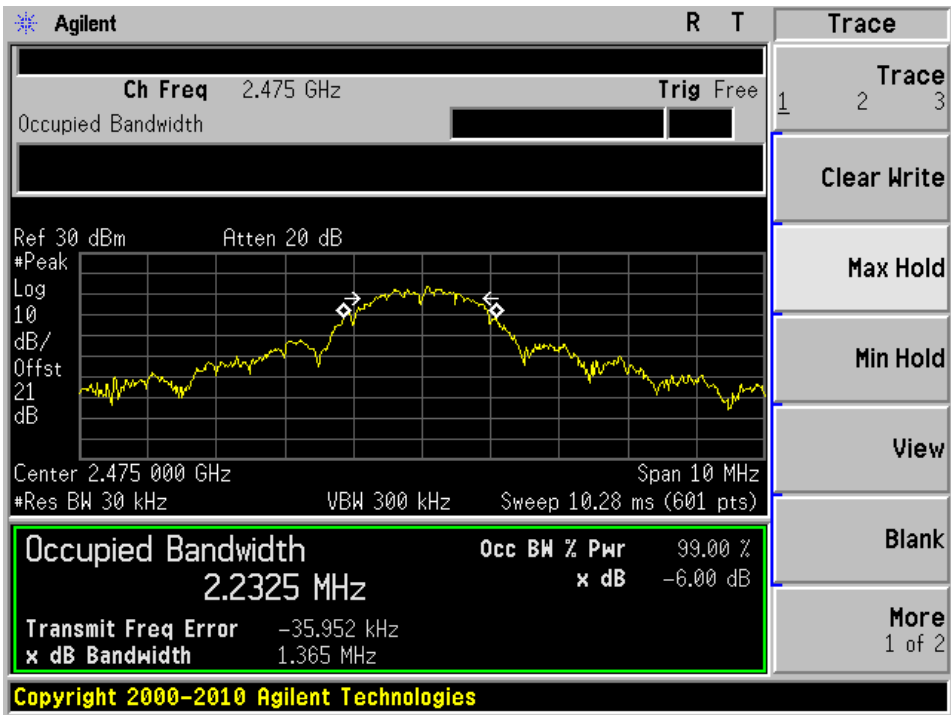 Agilent R T Trace
Ch Freq 2.475 GHz Trig Free
Occupied Bandwidth
Trace
1 2 3
Clear Write
Max Hold
Min Hold
View
Blank
More
1 of 2
Ref 30 dBm Atten 20 dB
#Peak
Log
10
dB/
Offst
21
dB
Center 2.475 000 GHz Span 10 MHz
#Res BW 30 kHz VBW 300 kHz Sweep 10.28 ms (601 pts)
Occupied Bandwidth Occ BW % Pwr 99.00 %
2.2325 MHz x dB -6.00 dB
Transmit Freq Error -35.952 kHz
x dB Bandwidth 1.365 MHz
Copyright 2000-2010 Agilent Technologies